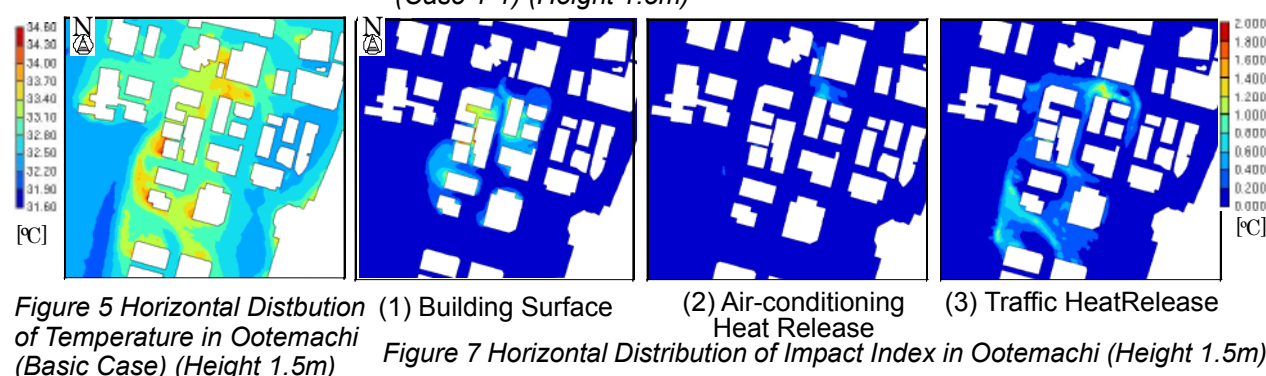 (Case 1-1) (Height 1.5m)
34.60
34.30
34.00
33.70
33.40
33.10
32.80
32.50
32.20
31.90
31.60
[℃]
N
N
2.000
1.800
1.600
1.400
1.200
1.000
0.800
0.600
0.400
0.200
0.000
[℃]
Figure 5 Horizontal Distbution
of Temperature in Ootemachi
(Basic Case) (Height 1.5m)
(1) Building Surface
(2) Air-conditioning
Heat Release
(3) Traffic HeatRelease
Figure 7 Horizontal Distribution of Impact Index in Ootemachi (Height 1.5m)